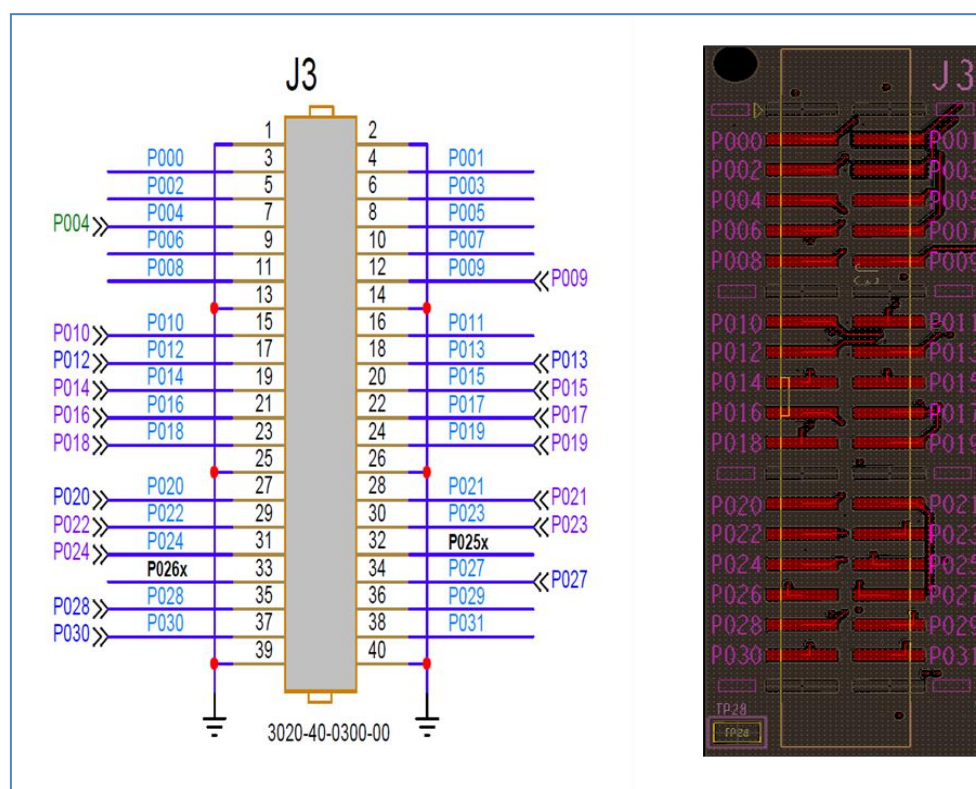 J3
1 2
P000 3 4 P001
P002 5 6 P003
P004 P004 7 8 P005
P006 9 10 P007
P008 11 12 P009 P009
13 14
P010 P010 15 16 P011
P012 P012 17 18 P013 P013
P014 P014 19 20 P015 P015
P016 P016 21 22 P017 P017
P018 P018 23 24 P019 P019
25 26
P020 P020 27 28 P021 P021
P022 P022 29 30 P023 P023
P024 P024 31 32 P025x
P026x 33 34 P027 P027
P028 P028 35 36 P029
P030 P030 37 38 P031
39 40
3020-40-0300-00
J3
P000 P001
P002 P003
P004 P005
P006 P007
P008 P009
J3
P010 P011
P012 P013
P014 P015
P016 P017
P018 P019
P020 P021
P022 P023
P024 P025
P026 P027
P028 P029
P030 P031
TP28
TP28